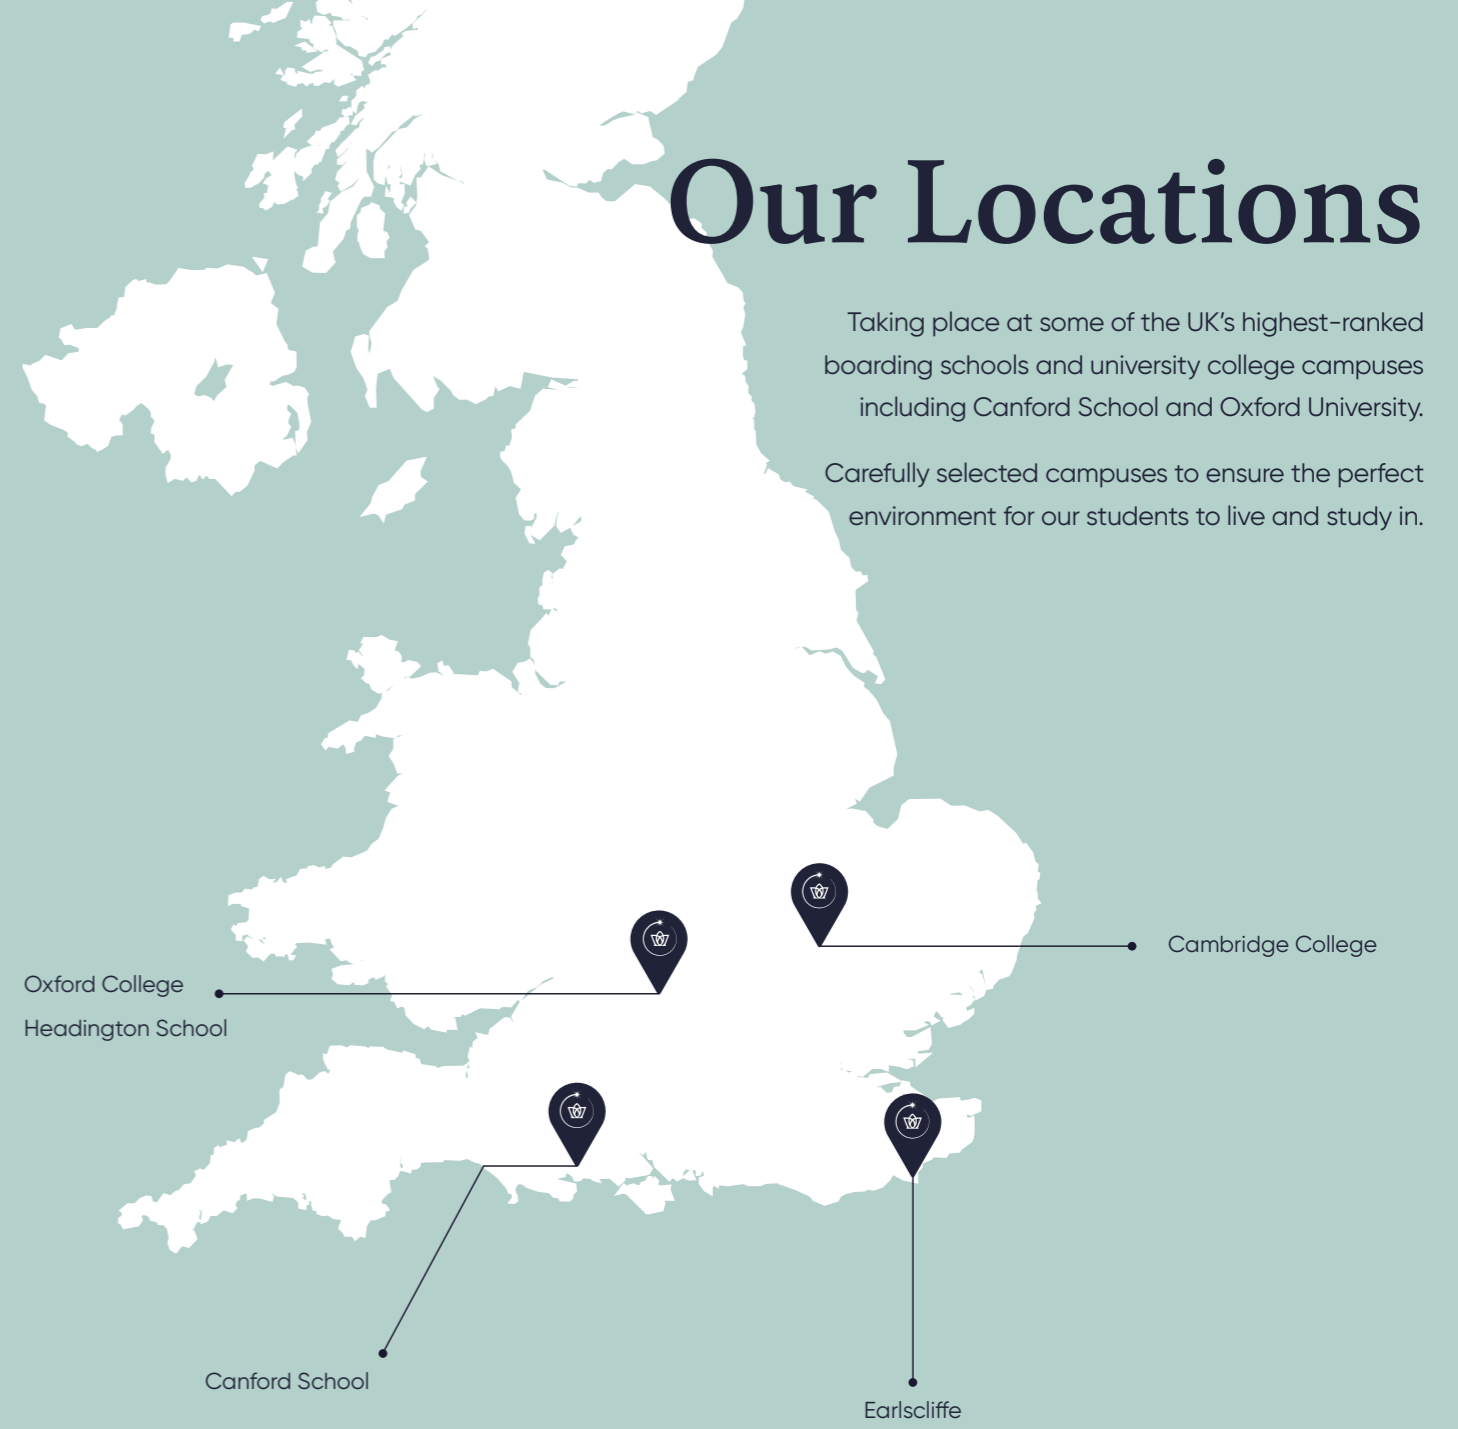 Our Locations
Taking place at some of the UK's highest-ranked
boarding schools and university college campuses
including Canford School and Oxford University.
Carefully selected campuses to ensure the perfect
environment for our students to live and study in.
Cambridge College
Oxford College
Headington School
Canford School
Earlscliffe